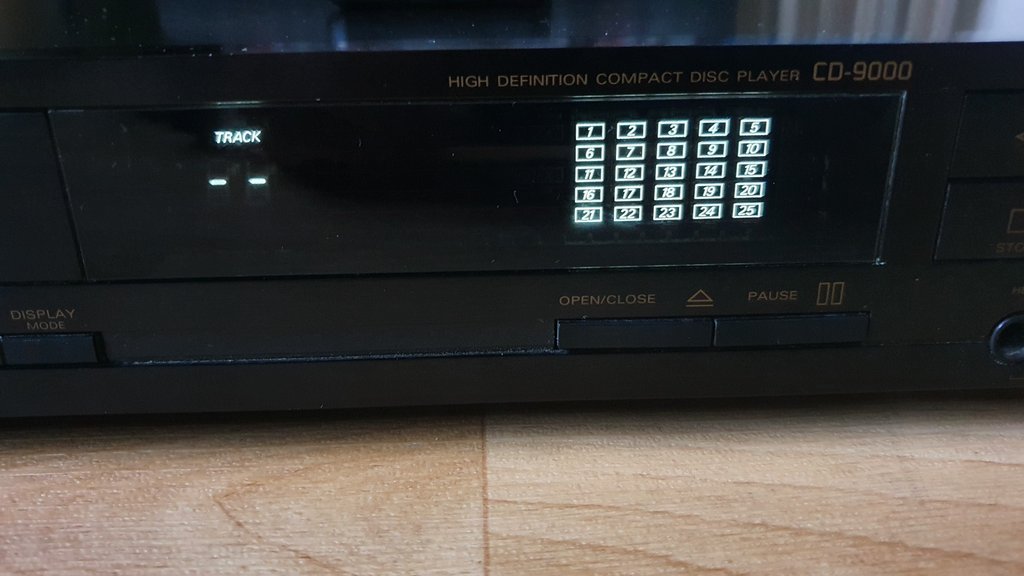 HIGH DEFINITION COMPACT DISC PLAYER CD-9000
TRACK
- -
1 2 3 4 5
6 7 8 9 10
11 12 13 14 15
16 17 18 19 20
21 22 23 24 25
OPEN/CLOSE PAUSE
DISPLAY
MODE